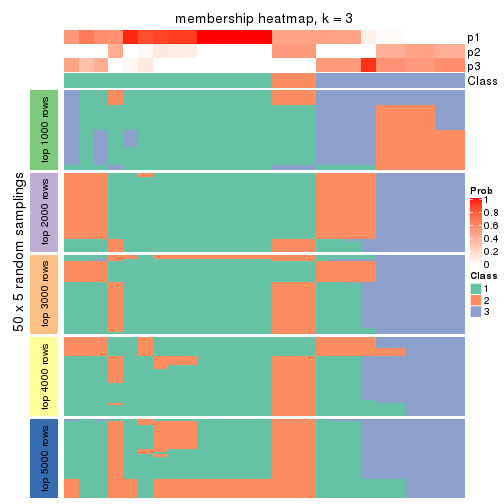 membership heatmap, k = 3
p1
p2
p3
Class
50 x 5 random samplings
top 1000 rows
top 2000 rows
top 3000 rows
top 4000 rows
top 5000 rows
Prob
1
0.8
0.6
0.4
0.2
0
Class
1
2
3